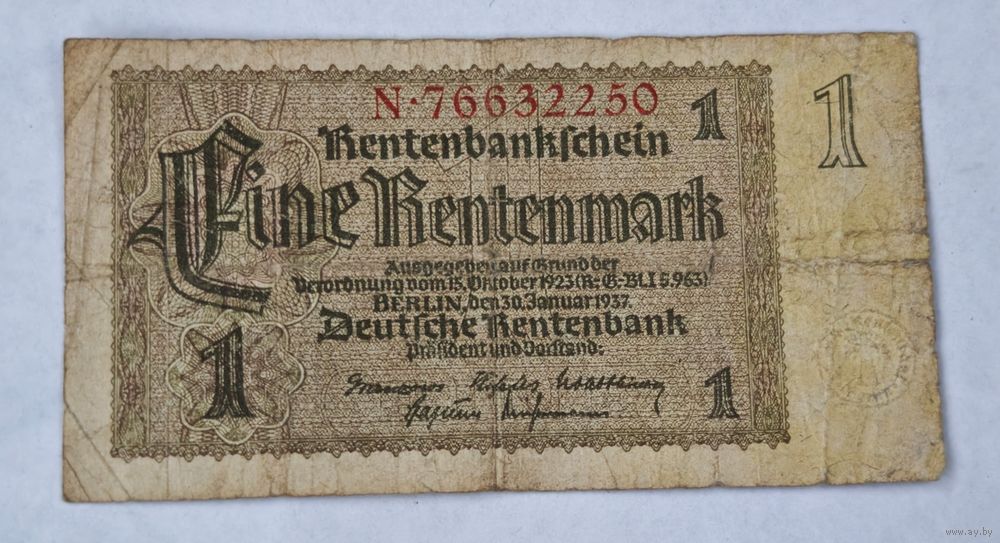 N·76632250
1
1
Rentenbankschein
Eine Rentenmark
Ausgegeben auf Grund der
Verordnung vom 15. Oktober 1923 (R.-G.-Bl. I S. 963)
BERLIN, den 30. Januar 1937.
Deutsche Rentenbank
Präsident und Vorstand:
1
1
www.ay.by